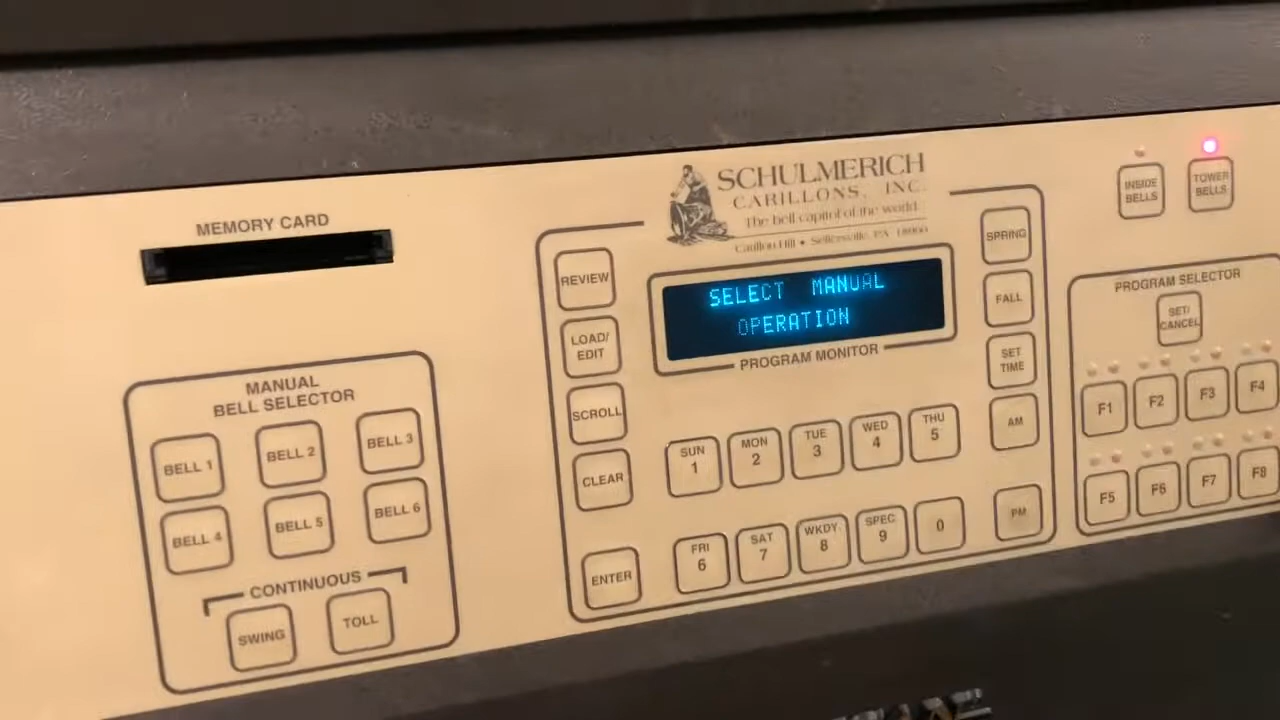 MEMORY CARD
MANUAL
BELL SELECTOR
BELL 1
BELL 2
BELL 3
BELL 4
BELL 5
BELL 6
CONTINUOUS
SWING
TOLL
SCHULMERICH
CARILLONS, INC.
The bell capitol of the world.
Carillon Hill • Sellersville, PA
REVIEW
LOAD/
EDIT
SCROLL
CLEAR
ENTER
SELECT MANUAL
OPERATION
PROGRAM MONITOR
SUN
1
MON
2
TUE
3
WED
4
THU
5
FRI
6
SAT
7
WKDY
8
SPEC
9
0
SPRING
FALL
SET
TIME
AM
PM
INSIDE
BELLS
TOWER
BELLS
PROGRAM SELECTOR
SET/
CANCEL
F1
F2
F3
F4
F5
F6
F7
F8